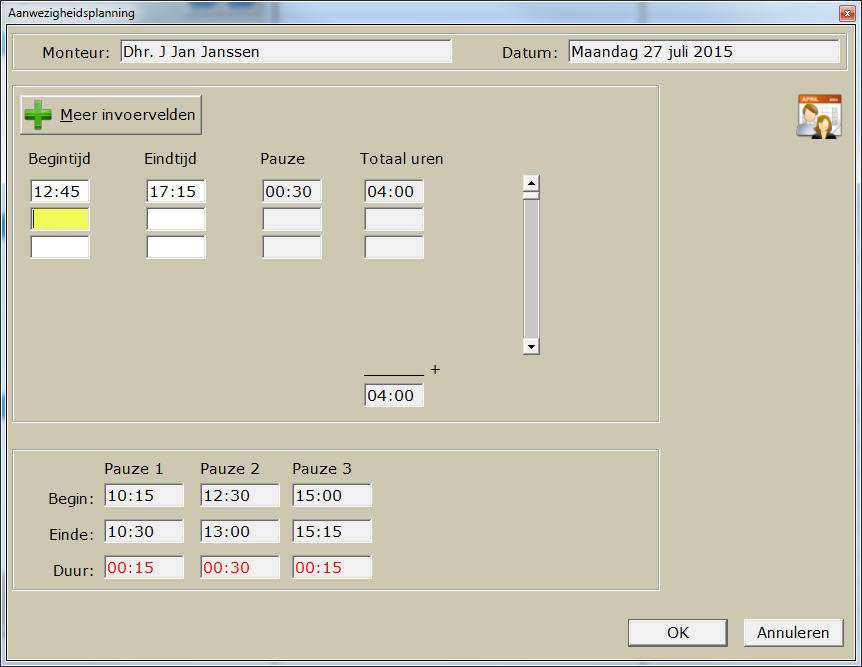 Aanwezigheidsplanning
Monteur: Dhr. J Jan Janssen Datum: Maandag 27 juli 2015
Meer invoervelden
Begintijd Eindtijd Pauze Totaal uren
12:45 17:15 00:30 04:00
+
04:00
Pauze 1 Pauze 2 Pauze 3
Begin: 10:15 12:30 15:00
Einde: 10:30 13:00 15:15
Duur: 00:15 00:30 00:15
OK Annuleren